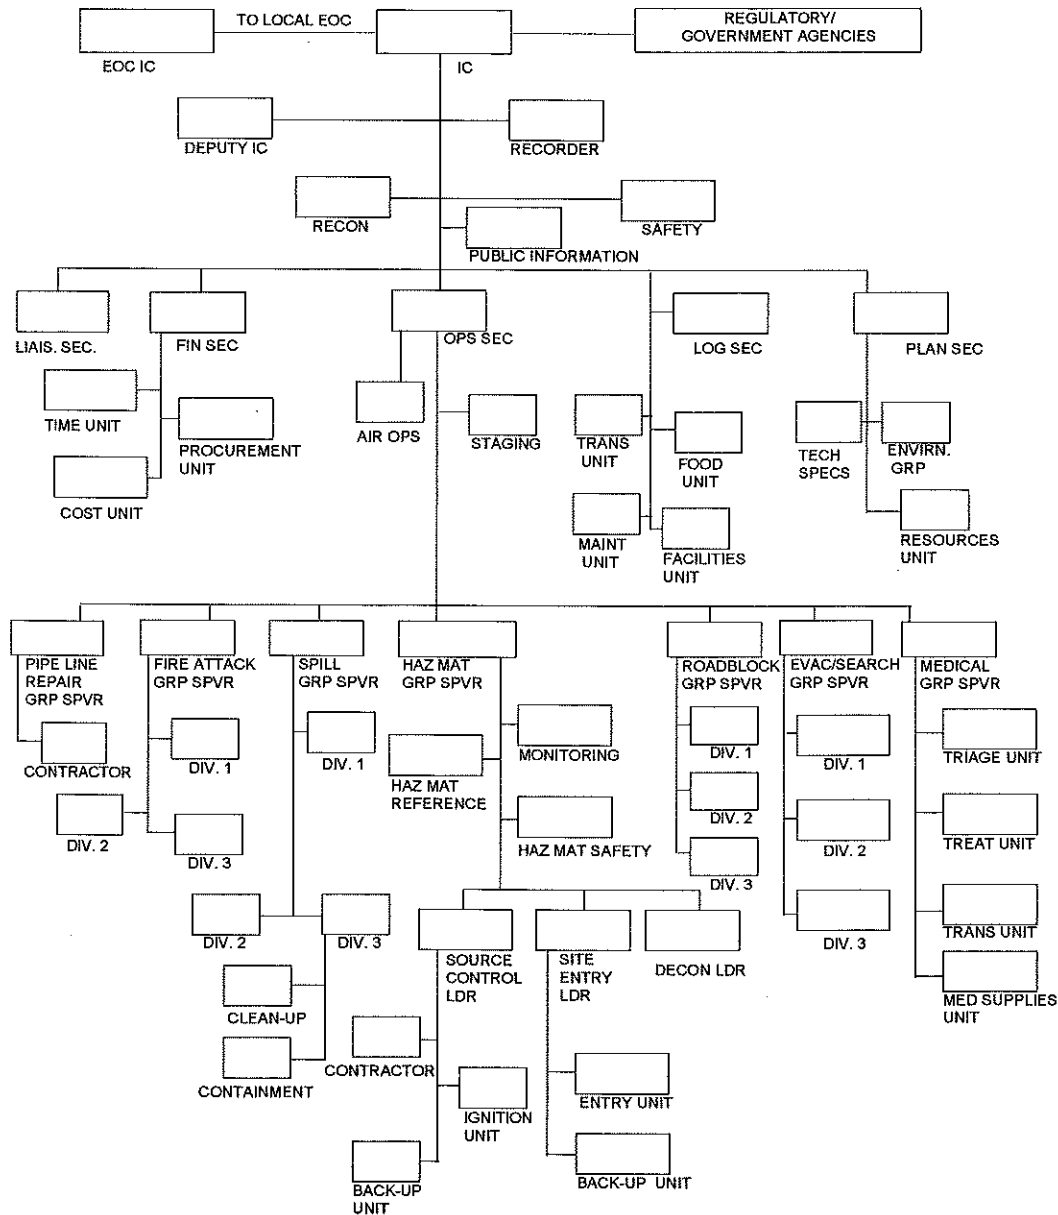 TO LOCAL EOC
REGULATORY/
GOVERNMENT AGENCIES
EOC IC
IC
DEPUTY IC
RECORDER
RECON
SAFETY
PUBLIC INFORMATION
LIAIS. SEC.
FIN SEC
OPS SEC
LOG SEC
PLAN SEC
TIME UNIT
PROCUREMENT
UNIT
COST UNIT
AIR OPS
STAGING
TRANS
UNIT
FOOD
UNIT
MAINT
UNIT
FACILITIES
UNIT
TECH
SPECS
ENVIRN.
GRP
RESOURCES
UNIT
PIPE LINE
REPAIR
GRP SPVR
FIRE ATTACK
GRP SPVR
SPILL
GRP SPVR
HAZ MAT
GRP SPVR
ROADBLOCK
GRP SPVR
EVAC/SEARCH
GRP SPVR
MEDICAL
GRP SPVR
CONTRACTOR
DIV. 1
DIV. 2
DIV. 3
DIV. 1
DIV. 2
DIV. 3
CLEAN-UP
CONTAINMENT
MONITORING
HAZ MAT
REFERENCE
HAZ MAT SAFETY
SOURCE
CONTROL
LDR
SITE
ENTRY
LDR
DECON LDR
CONTRACTOR
IGNITION
UNIT
BACK-UP
UNIT
ENTRY UNIT
BACK-UP UNIT
DIV. 1
DIV. 2
DIV. 3
DIV. 1
DIV. 2
DIV. 3
TRIAGE UNIT
TREAT UNIT
TRANS UNIT
MED SUPPLIES
UNIT